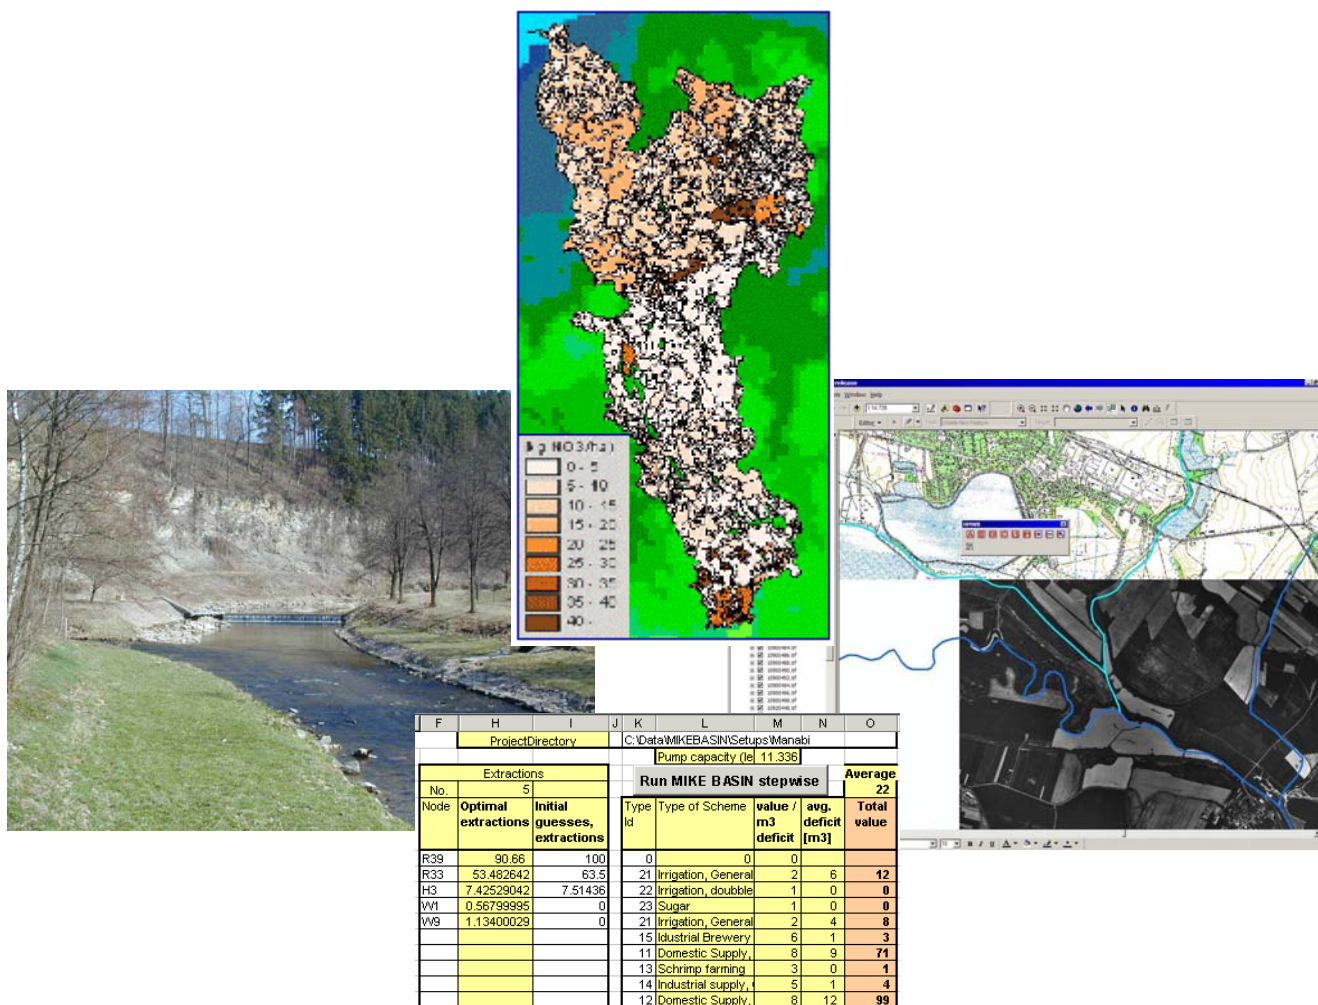 kg NO3/ha)
0 - 5
5 - 10
10 - 15
15 - 20
20 - 25
25 - 30
30 - 35
35 - 40
40 -
Window Help
Editor
F H I J K L M N O
ProjectDirectory C:\Data\MIKEBASIN\Setups\Manabi
Pump capacity (le 11.336
Extractions Run MIKE BASIN stepwise Average
No. 5 22
Node Optimal extractions Initial guesses, extractions Type Id Type of Scheme value / m3 deficit avg. deficit [m3] Total value
R39 90.66 100 0 0 0
R33 53.482642 63.5 21 Irrigation, General 2 6 12
H3 7.42529042 7.51436 22 Irrigation, doubble 1 0 0
W1 0.56799995 0 23 Sugar 1 0 0
W9 1.13400029 0 21 Irrigation, General 2 4 8
15 Idustrial Brewery 6 1 3
11 Domestic Supply, 8 9 71
13 Schrimp farming 3 0 1
14 Industrial supply, 5 1 4
12 Domestic Supply, 8 12 99